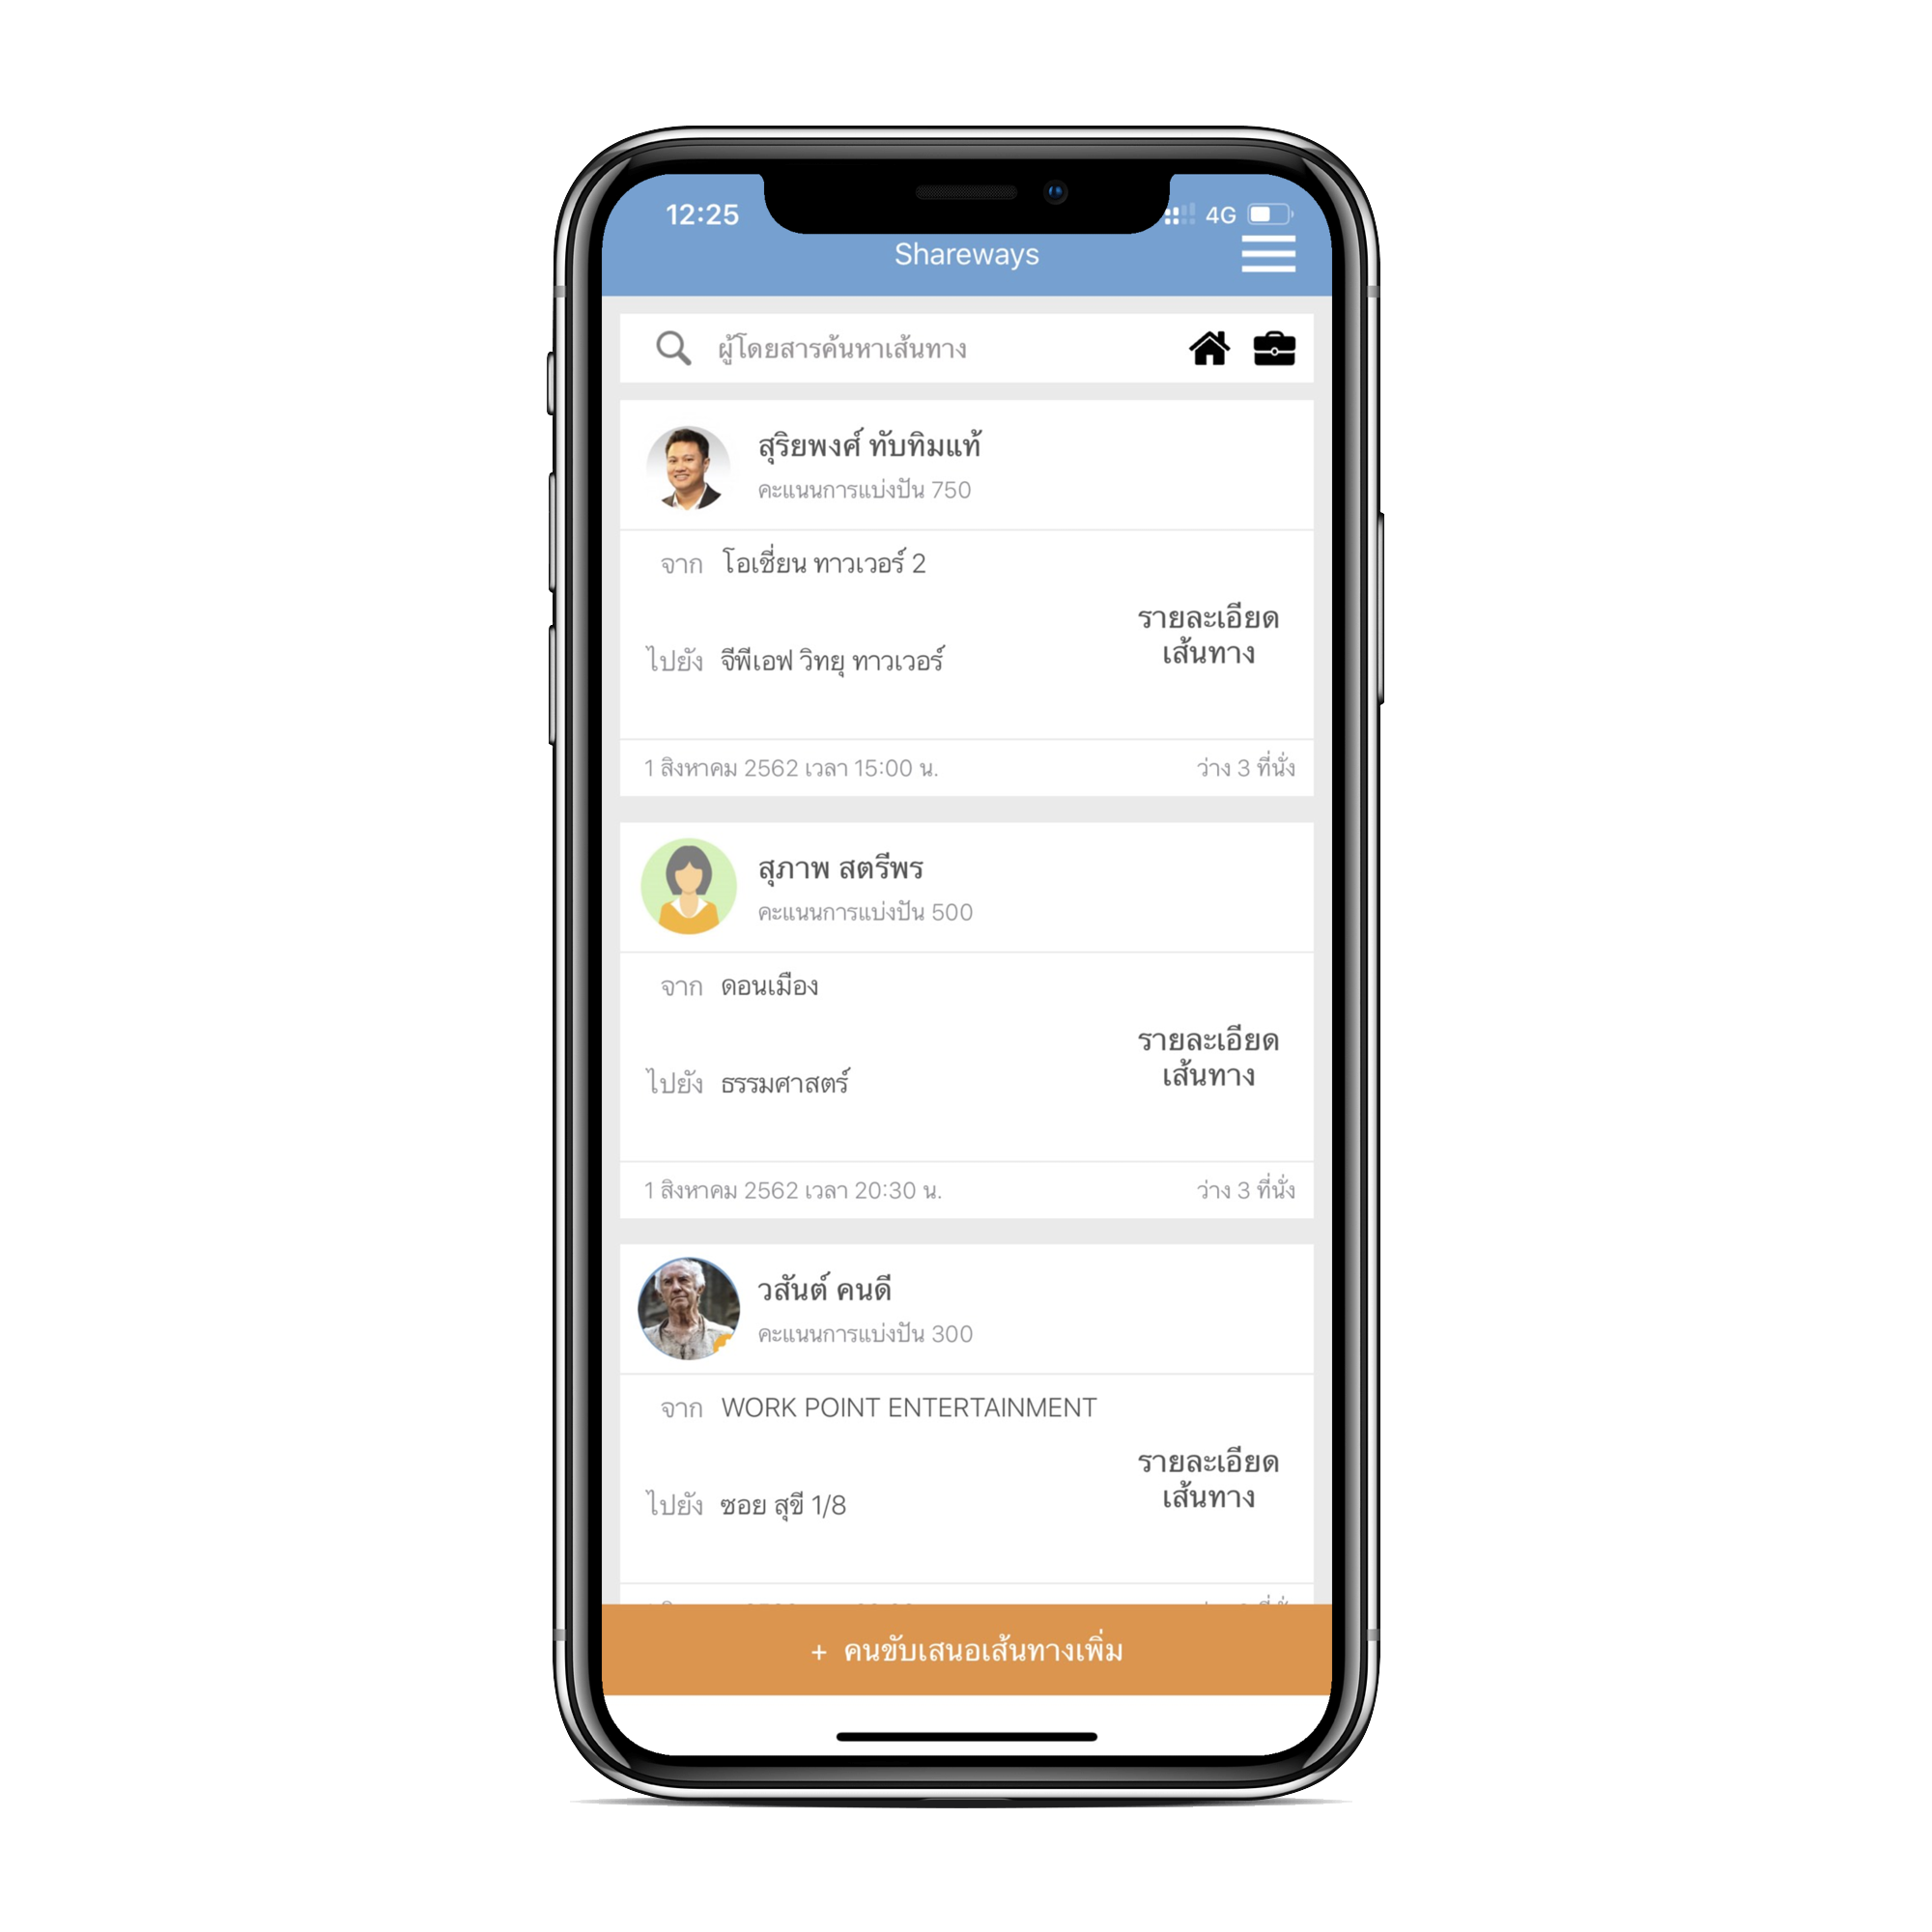 12:25
4G
Shareways
ผู้โดยสารค้นหาเส้นทาง
สุริยพงศ์ ทับทิมแท้
คะแนนการแบ่งปัน 750
จาก โอเชี่ยน ทาวเวอร์ 2
รายละเอียด
เส้นทาง
ไปยัง จีพีเอฟ วิทยุ ทาวเวอร์
1 สิงหาคม 2562 เวลา 15:00 น.
ว่าง 3 ที่นั่ง
สุภาพ สตรีพร
คะแนนการแบ่งปัน 500
จาก ดอนเมือง
รายละเอียด
เส้นทาง
ไปยัง ธรรมศาสตร์
1 สิงหาคม 2562 เวลา 20:30 น.
ว่าง 3 ที่นั่ง
วสันต์ คนดี
คะแนนการแบ่งปัน 300
จาก WORK POINT ENTERTAINMENT
รายละเอียด
เส้นทาง
ไปยัง ซอย สุขี 1/8
+ คนขับเสนอเส้นทางเพิ่ม